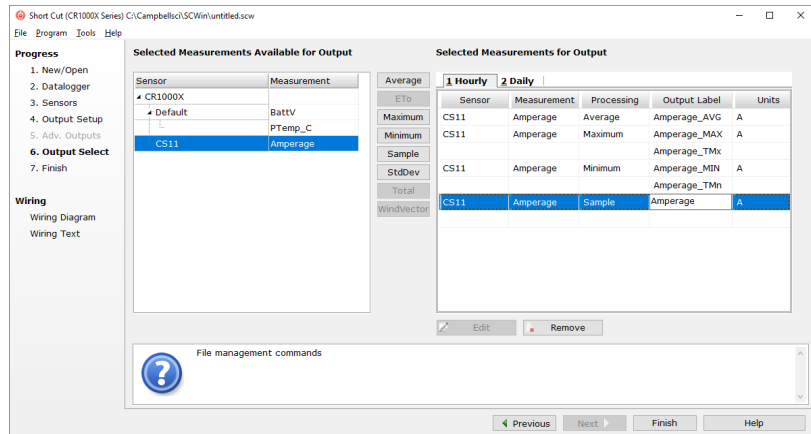 Short Cut (CR1000X Series) C:\Campbellsci\SCWin\untitled.scw
File Program Tools Help
Progress
1. New/Open
2. Datalogger
3. Sensors
4. Output Setup
5. Adv. Outputs
6. Output Select
7. Finish
Wiring
Wiring Diagram
Wiring Text
Selected Measurements Available for Output
Sensor Measurement
CR1000X
Default BattV
PTemp_C
CS11 Amperage
Average
ETo
Maximum
Minimum
Sample
StdDev
Total
WindVector
Selected Measurements for Output
1 Hourly 2 Daily
Sensor Measurement Processing Output Label Units
CS11 Amperage Average Amperage_AVG A
CS11 Amperage Maximum Amperage_MAX A
Amperage_TMx
CS11 Amperage Minimum Amperage_MIN A
Amperage_TMn
CS11 Amperage Sample Amperage A
Edit Remove
File management commands
Previous Next Finish Help